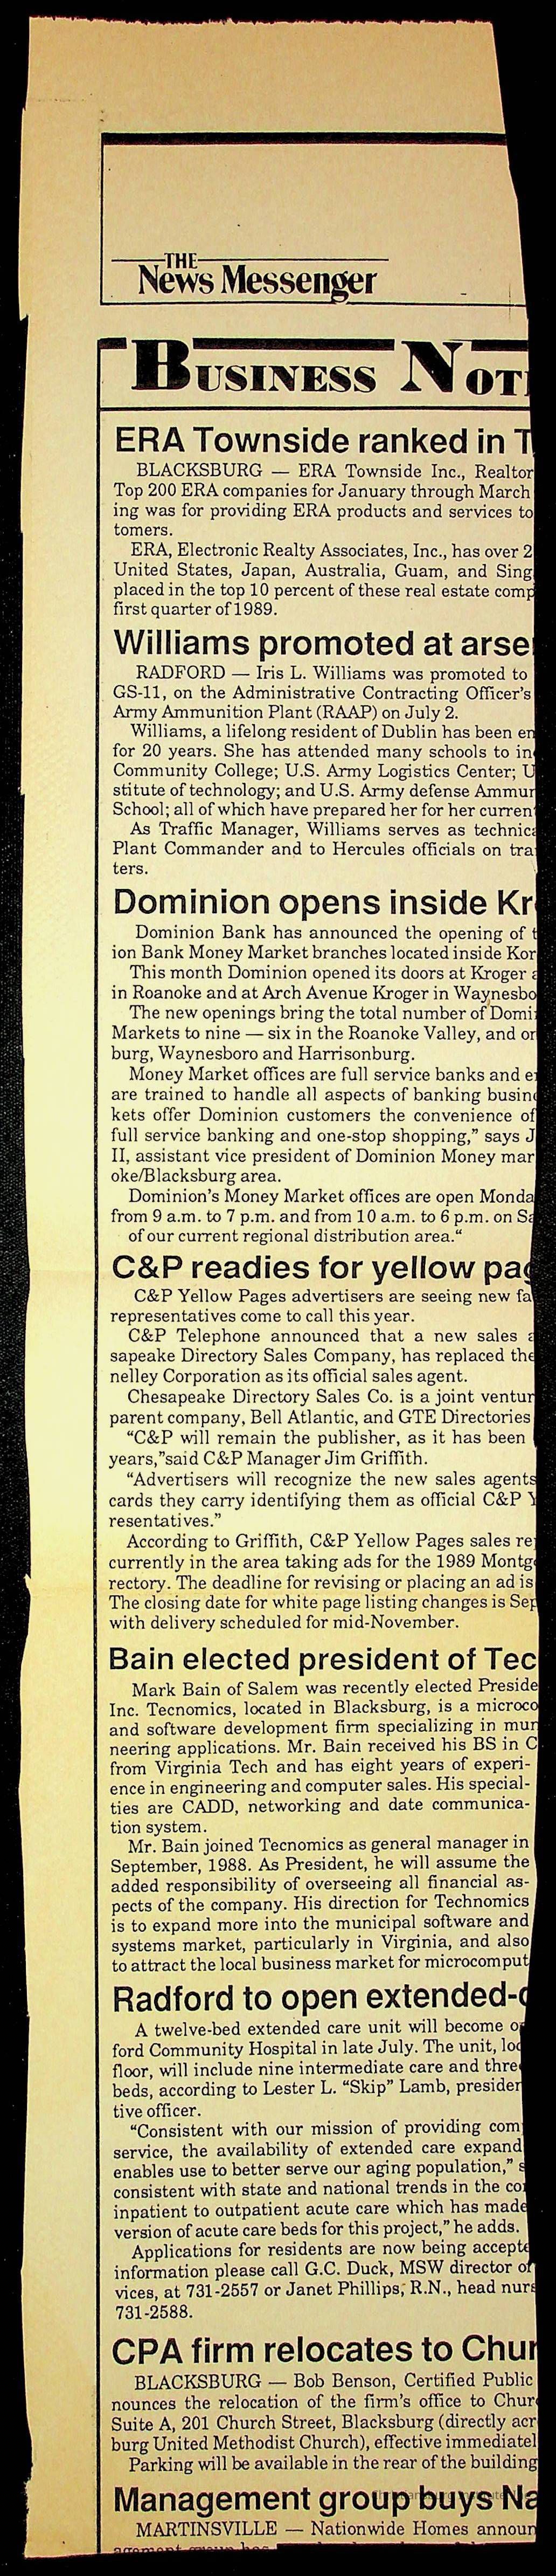 THE
News Messenger
BUSINESS NOT
ERA Townside ranked in T
BLACKSBURG — ERA Townside Inc., Realtor
Top 200 ERA companies for January through March
ing was for providing ERA products and services to
tomers.
ERA, Electronic Realty Associates, Inc., has over 2
United States, Japan, Australia, Guam, and Sing
placed in the top 10 percent of these real estate comp
first quarter of 1989.
Williams promoted at arse
RADFORD — Iris L. Williams was promoted to
GS-11, on the Administrative Contracting Officer's
Army Ammunition Plant (RAAP) on July 2.
Williams, a lifelong resident of Dublin has been en
for 20 years. She has attended many schools to in
Community College; U.S. Army Logistics Center; U
stitute of technology; and U.S. Army defense Ammun
School; all of which have prepared her for her current
As Traffic Manager, Williams serves as technica
Plant Commander and to Hercules officials on tra
ters.
Dominion opens inside Kr
Dominion Bank has announced the opening of t
ion Bank Money Market branches located inside Kor
This month Dominion opened its doors at Kroger a
in Roanoke and at Arch Avenue Kroger in Waynesbo
The new openings bring the total number of Domi
Markets to nine — six in the Roanoke Valley, and on
burg, Waynesboro and Harrisonburg.
Money Market offices are full service banks and e
are trained to handle all aspects of banking busine
kets offer Dominion customers the convenience of
full service banking and one-stop shopping,” says J
II, assistant vice president of Dominion Money mar
oke/Blacksburg area.
Dominion's Money Market offices are open Monda
from 9 a.m. to 7 p.m. and from 10 a.m. to 6 p.m. on Sa
of our current regional distribution area.“
C&P readies for yellow pag
C&P Yellow Pages advertisers are seeing new fa
representatives come to call this year.
C&P Telephone announced that a new sales a
sapeake Directory Sales Company, has replaced the
nelley Corporation as its official sales agent.
Chesapeake Directory Sales Co. is a joint ventur
parent company, Bell Atlantic, and GTE Directories
“C&P will remain the publisher, as it has been
years,”said C&P Manager Jim Griffith.
“Advertisers will recognize the new sales agents
cards they carry identifying them as official C&P Y
resentatives.”
According to Griffith, C&P Yellow Pages sales rep
currently in the area taking ads for the 1989 Montg
rectory. The deadline for revising or placing an ad is
The closing date for white page listing changes is Sep
with delivery scheduled for mid-November.
Bain elected president of Tec
Mark Bain of Salem was recently elected Preside
Inc. Tecnomics, located in Blacksburg, is a microco
and software development firm specializing in mun
neering applications. Mr. Bain received his BS in C
from Virginia Tech and has eight years of experi-
ence in engineering and computer sales. His special-
ties are CADD, networking and date communica-
tion system.
Mr. Bain joined Tecnomics as general manager in
September, 1988. As President, he will assume the
added responsibility of overseeing all financial as-
pects of the company. His direction for Technomics
is to expand more into the municipal software and
systems market, particularly in Virginia, and also
to attract the local business market for microcomput
Radford to open extended-c
A twelve-bed extended care unit will become o
ford Community Hospital in late July. The unit, loc
floor, will include nine intermediate care and thre
beds, according to Lester L. “Skip” Lamb, presiden
tive officer.
“Consistent with our mission of providing com
service, the availability of extended care expand
enables use to better serve our aging population,” s
consistent with state and national trends in the co
inpatient to outpatient acute care which has made
version of acute care beds for this project,” he adds.
Applications for residents are now being accepte
information please call G.C. Duck, MSW director of
vices, at 731-2557 or Janet Phillips, R.N., head nurs
731-2588.
CPA firm relocates to Chur
BLACKSBURG — Bob Benson, Certified Public
nounces the relocation of the firm's office to Chur
Suite A, 201 Church Street, Blacksburg (directly acr
burg United Methodist Church), effective immediatel
Parking will be available in the rear of the building
Management group buys Na
MARTINSVILLE — Nationwide Homes announ